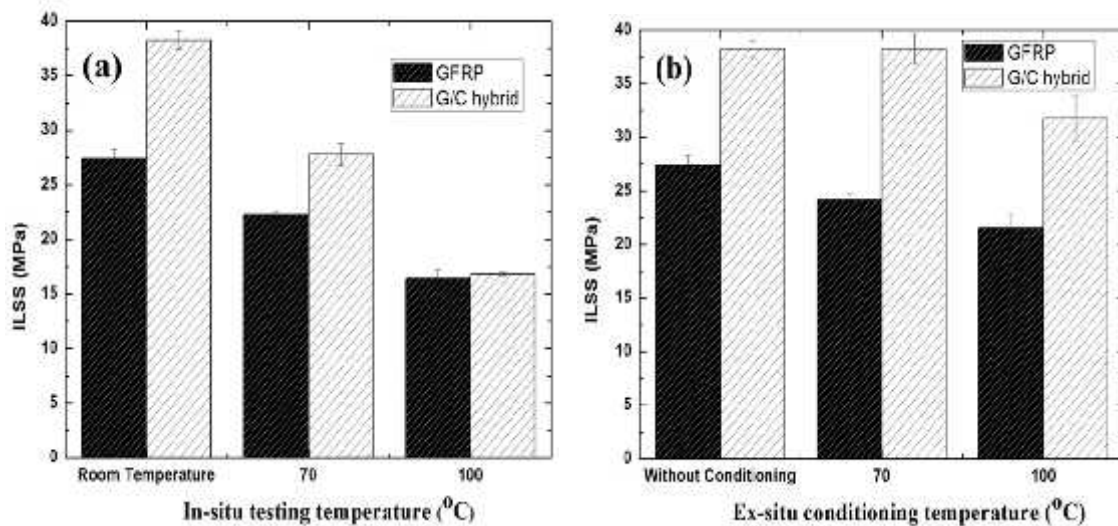 (a)
GFRP
G/C hybrid
ILSS (MPa)
40
35
30
25
20
15
10
5
0
Room Temperature 70 100
In-situ testing temperature (⁰C)
(b)
GFRP
G/C hybrid
ILSS (MPa)
40
35
30
25
20
15
10
5
0
Without Conditioning 70 100
Ex-situ conditioning temperature (⁰C)